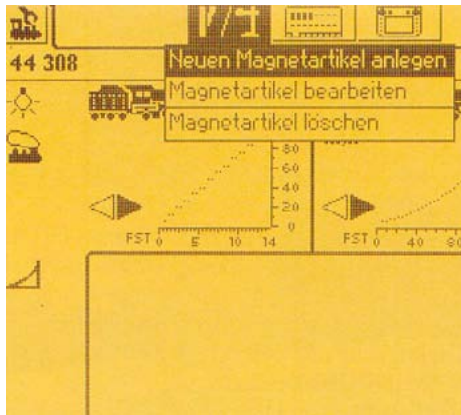 44 308
Neuen Magnetartikel anlegen
Magnetartikel bearbeiten
Magnetartikel löschen
80
60
40
20
0
FST 0 5 10 14
FST 0 40 80